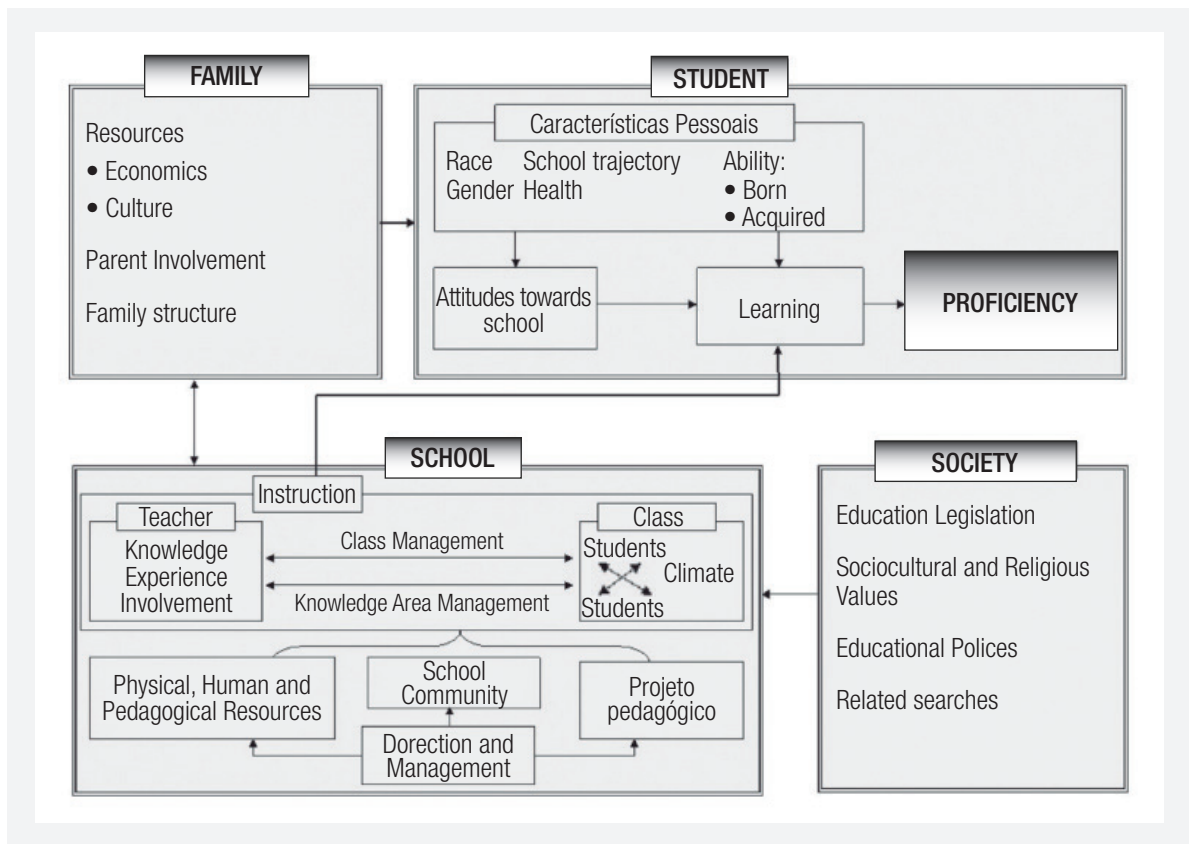 FAMILY
Resources
• Economics
• Culture
Parent Involvement
Family structure
STUDENT
Características Pessoais
Race School trajectory
Gender Health
Ability:
• Born
• Acquired
Attitudes towards
school
Learning
PROFICIENCY
SCHOOL
Instruction
Teacher
Knowledge
Experience
Involvement
Class Management
Knowledge Area Management
Class
Students
Climate
Students
Physical, Human and
Pedagogical Resources
School
Community
Projeto
pedagógico
Dorection and
Management
SOCIETY
Education Legislation
Sociocultural and Religious
Values
Educational Polices
Related searches